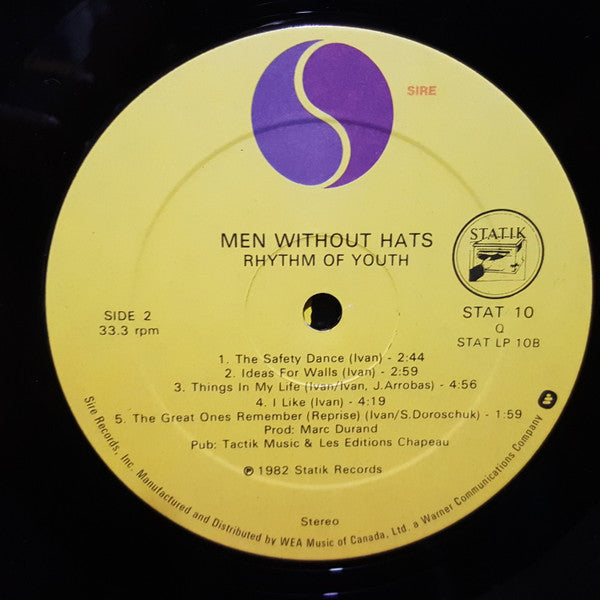 SIRE
MEN WITHOUT HATS
RHYTHM OF YOUTH
STATIK
SIDE 2
33.3 rpm
STAT 10
Q
STAT LP 10B
1. The Safety Dance (Ivan) - 2:44
2. Ideas For Walls (Ivan) - 2:59
3. Things In My Life (Ivan/Ivan, J.Arrobas) - 4:56
4. I Like (Ivan) - 4:19
5. The Great Ones Remember (Reprise) (Ivan/S.Doroschuk) - 1:59
Prod: Marc Durand
Pub: Tactik Music & Les Editions Chapeau
℗ 1982 Statik Records
Stereo
Sire Records, Inc. Manufactured and Distributed by WEA Music of Canada, Ltd. a Warner Communications Company